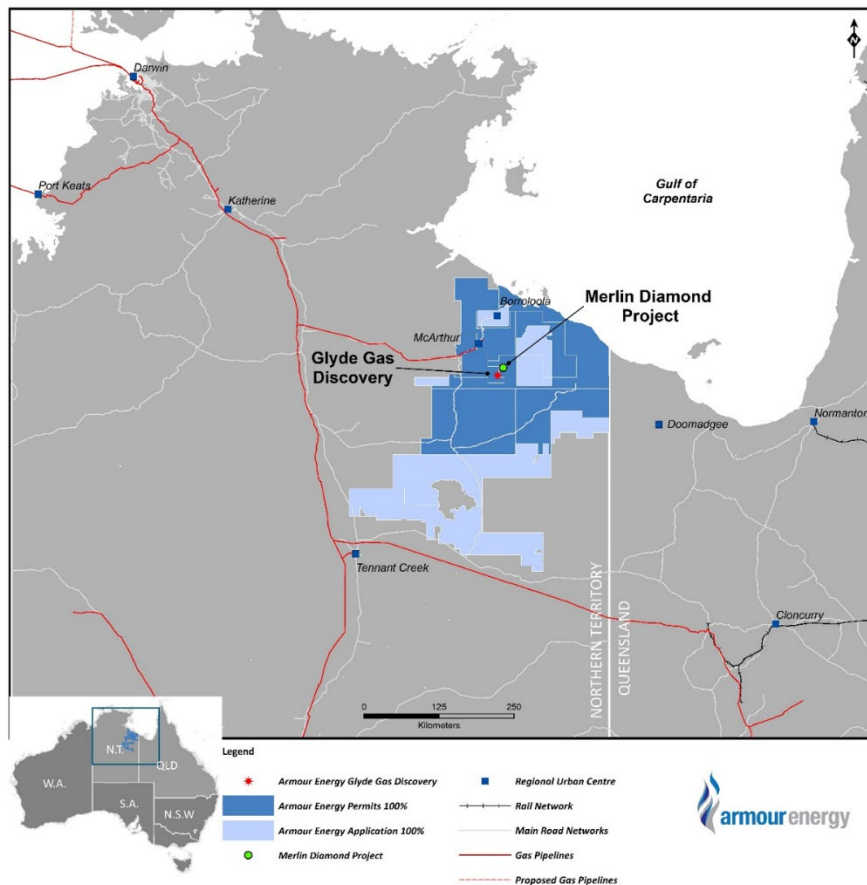 N
Darwin
Port Keats
Katherine
Gulf of
Carpentaria
Borroloola
Merlin Diamond
Project
McArthur
Glyde Gas
Discovery
Doomadgee
Normanton
Tennant Creek
NORTHERN TERRITORY
QUEENSLAND
Cloncurry
0 125 250
Kilometers
N.T.
QLD
W.A.
S.A.
N.S.W
Legend
Armour Energy Glyde Gas Discovery
Armour Energy Permits 100%
Armour Energy Application 100%
Merlin Diamond Project
Regional Urban Centre
Rail Network
Main Road Networks
Gas Pipelines
Proposed Gas Pipelines
armourenergy